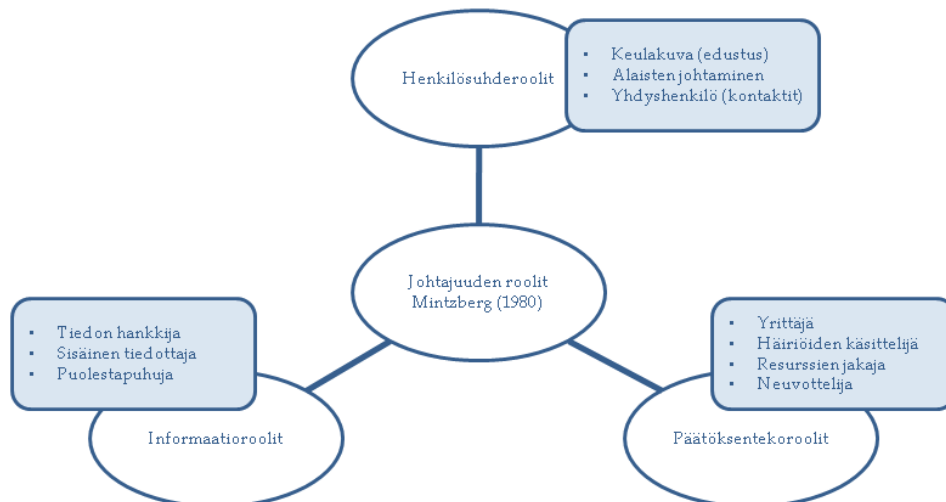 Henkilösuhderoolit
▪ Keulakuva (edustus)
▪ Alaisten johtaminen
▪ Yhdyshenkilö (kontaktit)
Johtajuuden roolit
Mintzberg (1980)
▪ Tiedon hankkija
▪ Sisäinen tiedottaja
▪ Puolestapuhuja
Informaatioroolit
▪ Yrittäjä
▪ Häiriöiden käsittelijä
▪ Resurssien jakaja
▪ Neuvottelija
Päätöksentekoroolit